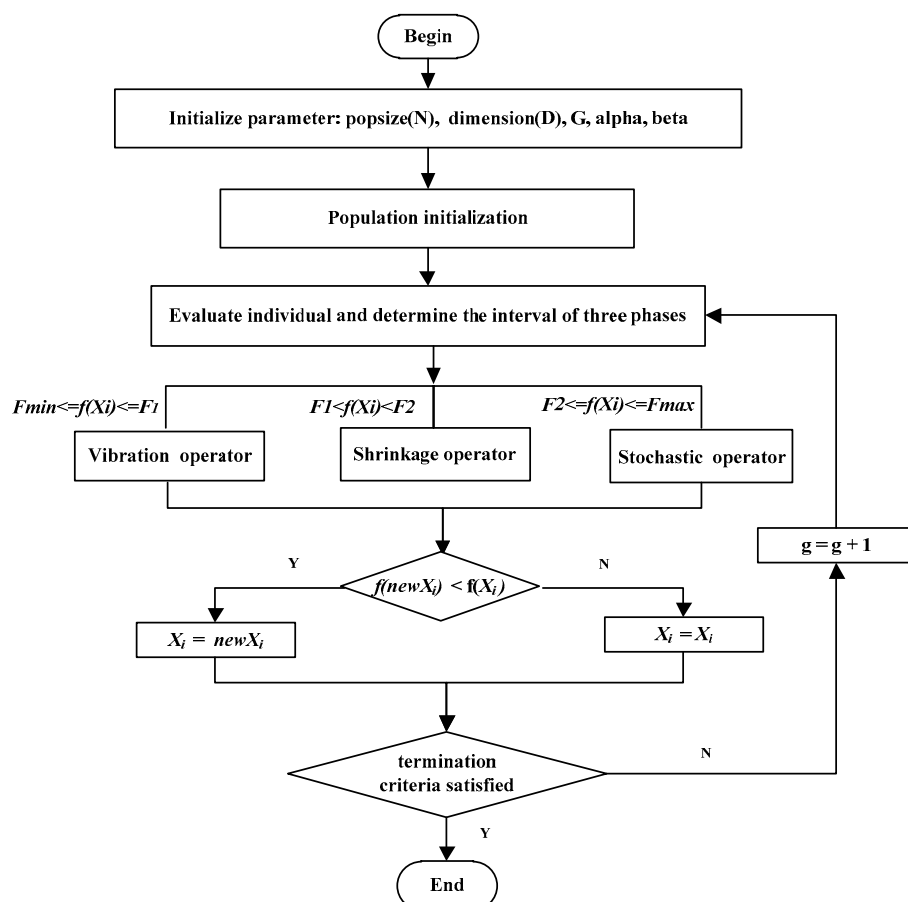 Begin
Initialize parameter: popsize(N), dimension(D), G, alpha, beta
Population initialization
Evaluate individual and determine the interval of three phases
Fmin<=f(Xi)<=F1
F1<f(Xi)<F2
F2<=f(Xi)<=Fmax
Vibration operator
Shrinkage operator
Stochastic operator
g = g + 1
Y
N
f(newXi) < f(Xi)
Xi = newXi
Xi = Xi
termination
criteria satisfied
N
Y
End